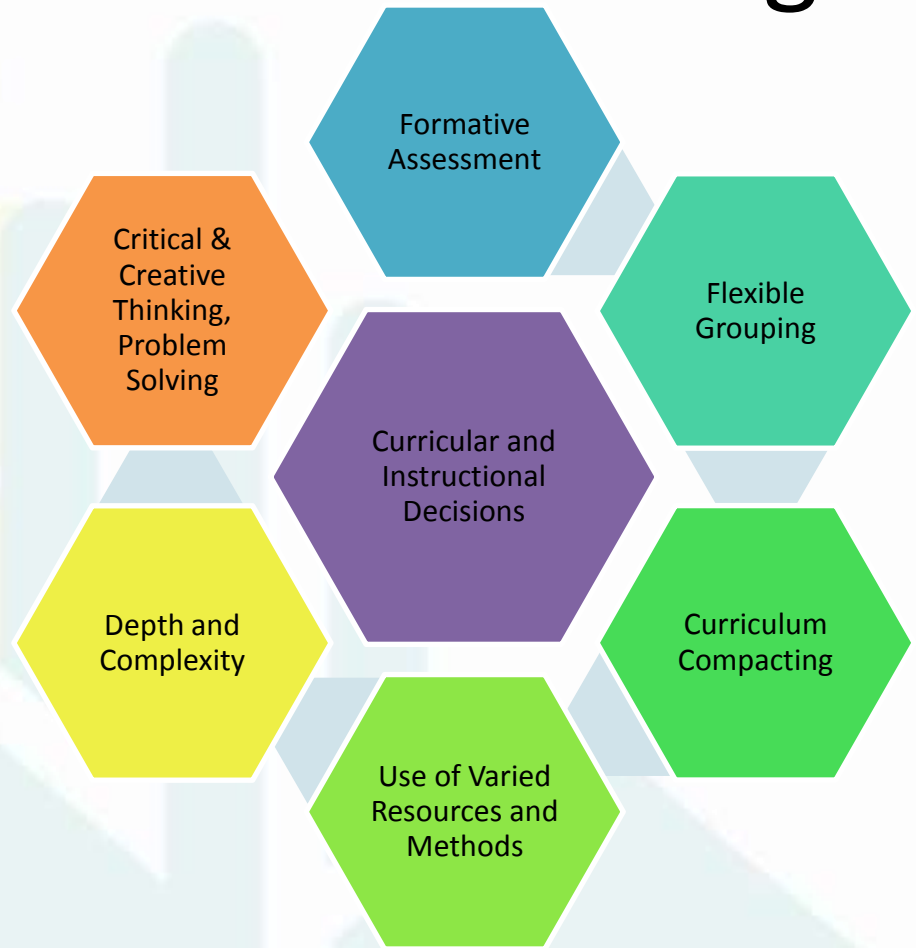 Formative
Assessment
Flexible
Grouping
Curriculum
Compacting
Use of Varied
Resources and
Methods
Depth and
Complexity
Critical &
Creative
Thinking,
Problem
Solving
Curricular and
Instructional
Decisions